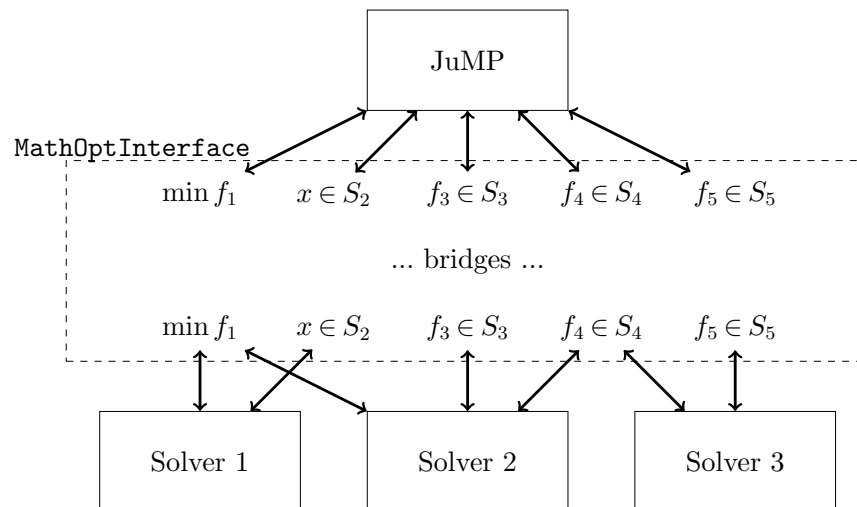 JuMP
MathOptInterface
min f₁ x ∈ S₂ f₃ ∈ S₃ f₄ ∈ S₄ f₅ ∈ S₅
... bridges ...
min f₁ x ∈ S₂ f₃ ∈ S₃ f₄ ∈ S₄ f₅ ∈ S₅
Solver 1 Solver 2 Solver 3